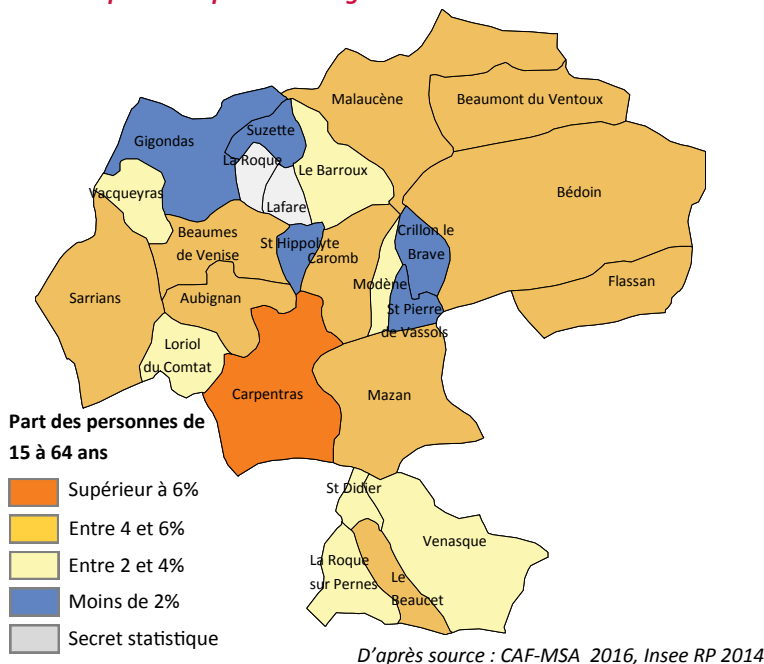 Malaucène
Beaumont du Ventoux
Gigondas
Suzette
La Roque
Le Barroux
Vacqueyras
Lafare
Bédoin
Beaumes
de Venise
St Hippolyte
Caromb
Crillon le
Brave
Sarrians
Aubignan
Modène
Flassan
St Pierre
de Vassols
Loriol
du Comtat
Carpentras
Mazan
Part des personnes de
15 à 64 ans
Supérieur à 6%
Entre 4 et 6%
Entre 2 et 4%
Moins de 2%
Secret statistique
St Didier
Venasque
La Roque
sur Pernes
Le
Beaucet
D'après source : CAF-MSA 2016, Insee RP 2014